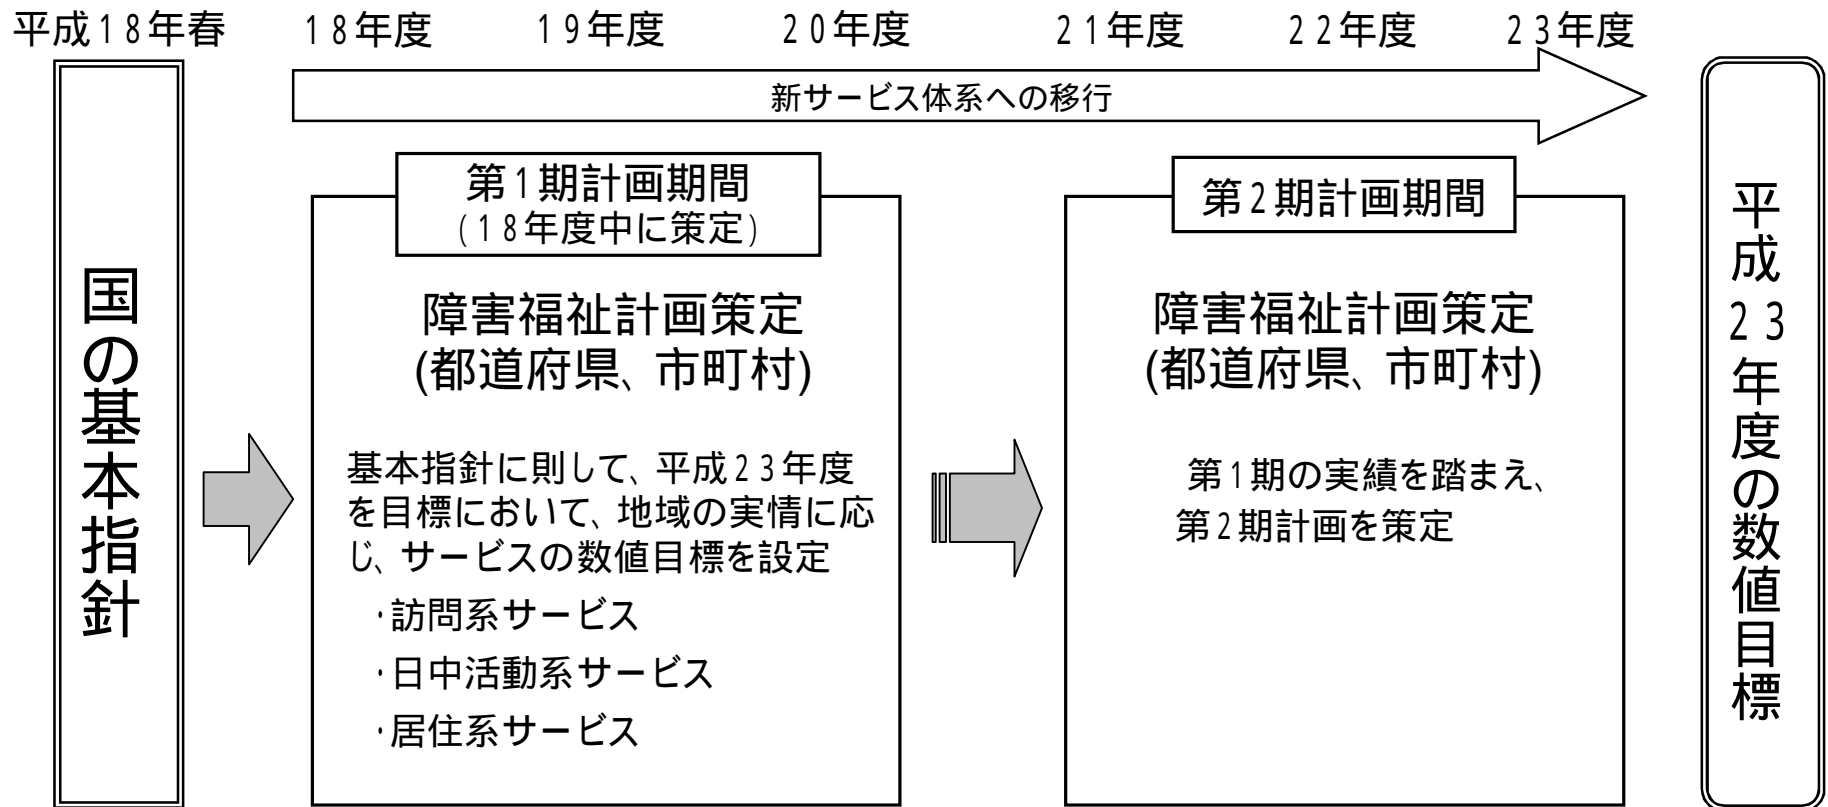 平成18年春 18年度 19年度 20年度 21年度 22年度 23年度
新サービス体系への移行
国の基本指針
第1期計画期間
(18年度中に策定)
障害福祉計画策定
(都道府県、市町村)
基本指針に則して、平成23年度
を目標において、地域の実情に応
じ、サービスの数値目標を設定
・訪問系サービス
・日中活動系サービス
・居住系サービス
第2期計画期間
障害福祉計画策定
(都道府県、市町村)
第1期の実績を踏まえ、
第2期計画を策定
平成23年度の数値目標